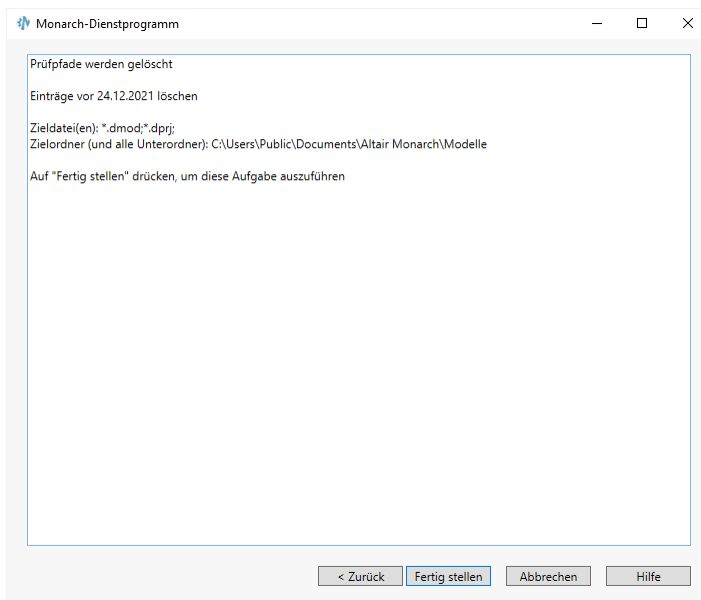 Monarch-Dienstprogramm
Prüfpfade werden gelöscht
Einträge vor 24.12.2021 löschen
Zieldatei(en): *.dmod;*.dprj;
Zielordner (und alle Unterordner): C:\Users\Public\Documents\Altair Monarch\Modelle
Auf "Fertig stellen" drücken, um diese Aufgabe auszuführen
< Zurück
Fertig stellen
Abbrechen
Hilfe